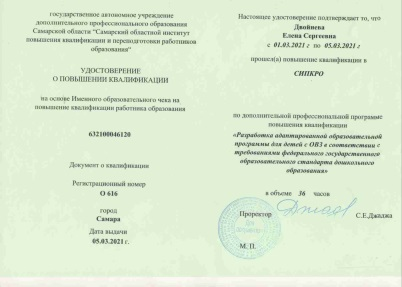 государственное автономное учреждение
дополнительного профессионального образования
Самарской области "Самарский областной институт
повышения квалификации и переподготовки работников
образования"
УДОСТОВЕРЕНИЕ
О ПОВЫШЕНИИ КВАЛИФИКАЦИИ
на основе Именного образовательного чека на
повышение квалификации работника образования
632100046120
Документ о квалификации
Регистрационный номер
О 616
город
Самара
Дата выдачи
05.03.2021 г.
Настоящее удостоверение подтверждает то, что
Двойнева
Елена Сергеевна
с 01.03.2021 г по 05.03.2021 г
прошел(а) повышение квалификации в
СИПКРО
по дополнительной профессиональной программе
повышения квалификации
«Разработка адаптированной образовательной
программы для детей с ОВЗ в соответствии с
требованиями федерального государственного
образовательного стандарта дошкольного
образования»
в объеме 36 часов
Проректор
С.Е.Джаджа
М. П.